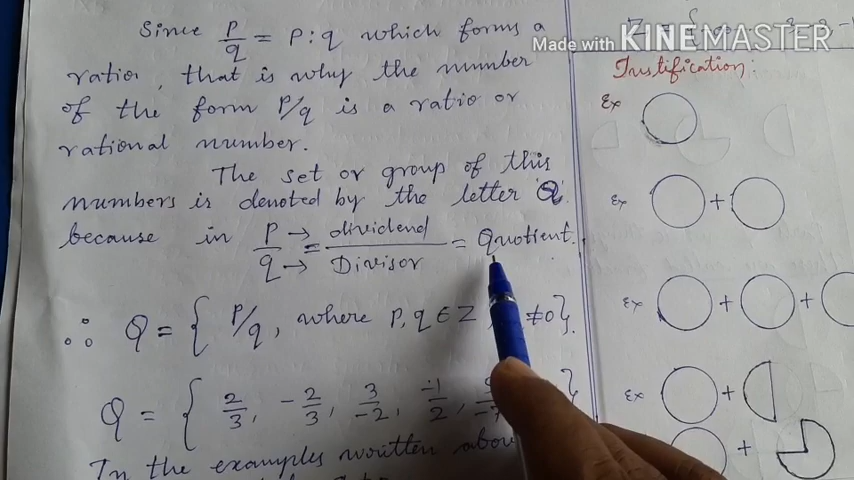 Since P/q = P:q which forms a
ratio, that is why the number
of the form P/q is a ratio or
rational number.
The set or group of this
numbers is denoted by the letter 'Q'
because in P/q → → = dividend/Divisor = Quotient.
∴ Q = { P/q, where P, q ∈ Z, ≠0}.
Q = { 2/3, -2/3, 3/-2, -1/2, }
In the examples written above
Made with KINEMASTER
Justification:
Ex
Ex +
Ex + +
Ex +
+